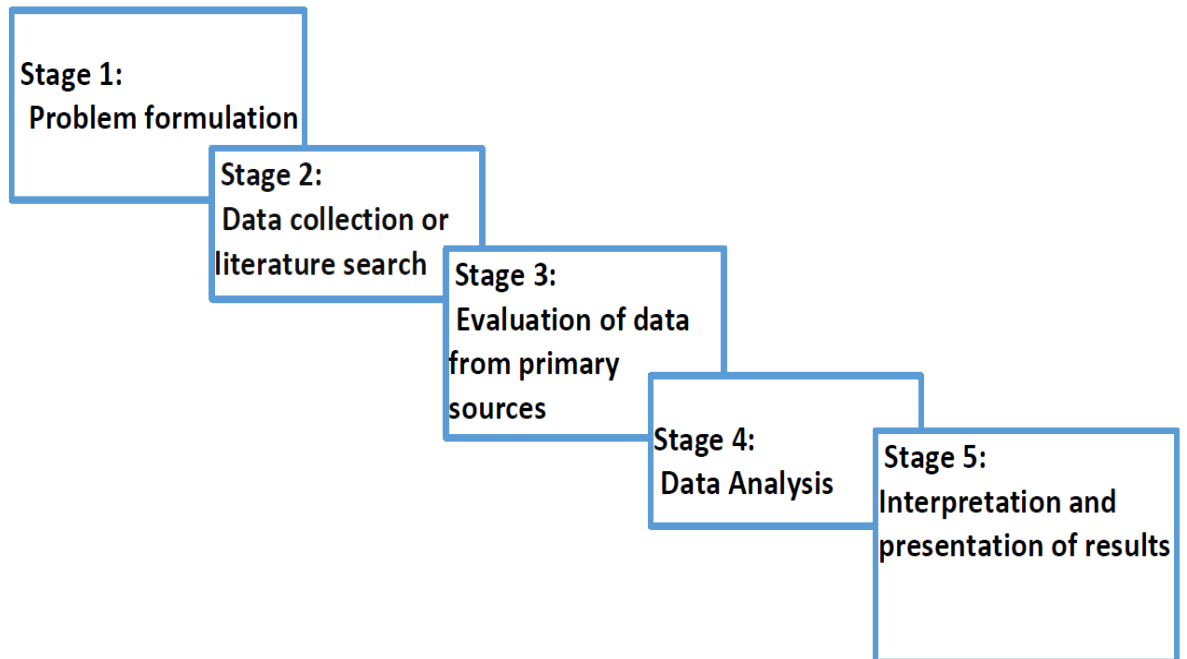 Stage 1:
Problem formulation
Stage 2:
Data collection or
literature search
Stage 3:
Evaluation of data
from primary
sources
Stage 4:
Data Analysis
Stage 5:
Interpretation and
presentation of results